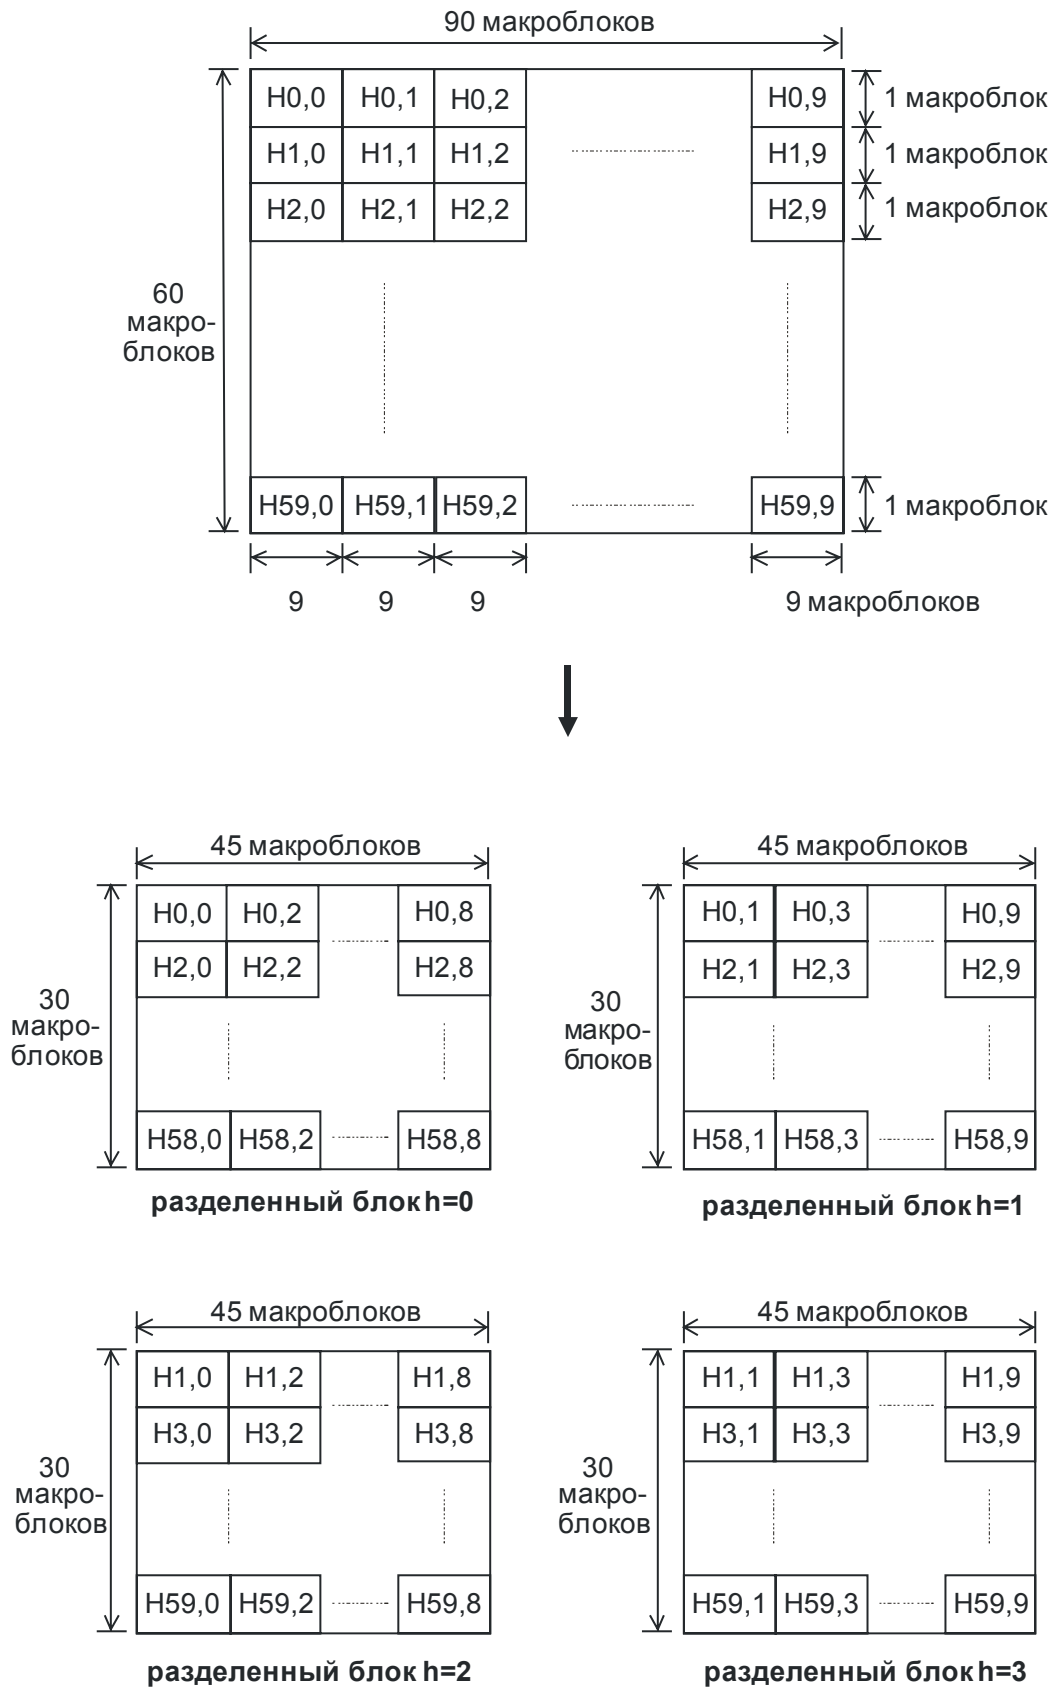 90 макроблоков
H0,0 H0,1 H0,2 H0,9 1 макроблок
H1,0 H1,1 H1,2 H1,9 1 макроблок
H2,0 H2,1 H2,2 H2,9 1 макроблок
60
макро-
блоков
H59,0 H59,1 H59,2 H59,9 1 макроблок
9 9 9 9 макроблоков
45 макроблоков
H0,0 H0,2 H0,8
H2,0 H2,2 H2,8
30
макро-
блоков
H58,0 H58,2 H58,8
разделенный блок h=0
45 макроблоков
H0,1 H0,3 H0,9
H2,1 H2,3 H2,9
30
макро-
блоков
H58,1 H58,3 H58,9
разделенный блок h=1
45 макроблоков
H1,0 H1,2 H1,8
H3,0 H3,2 H3,8
30
макро-
блоков
H59,0 H59,2 H59,8
разделенный блок h=2
45 макроблоков
H1,1 H1,3 H1,9
H3,1 H3,3 H3,9
30
макро-
блоков
H59,1 H59,3 H59,9
разделенный блок h=3